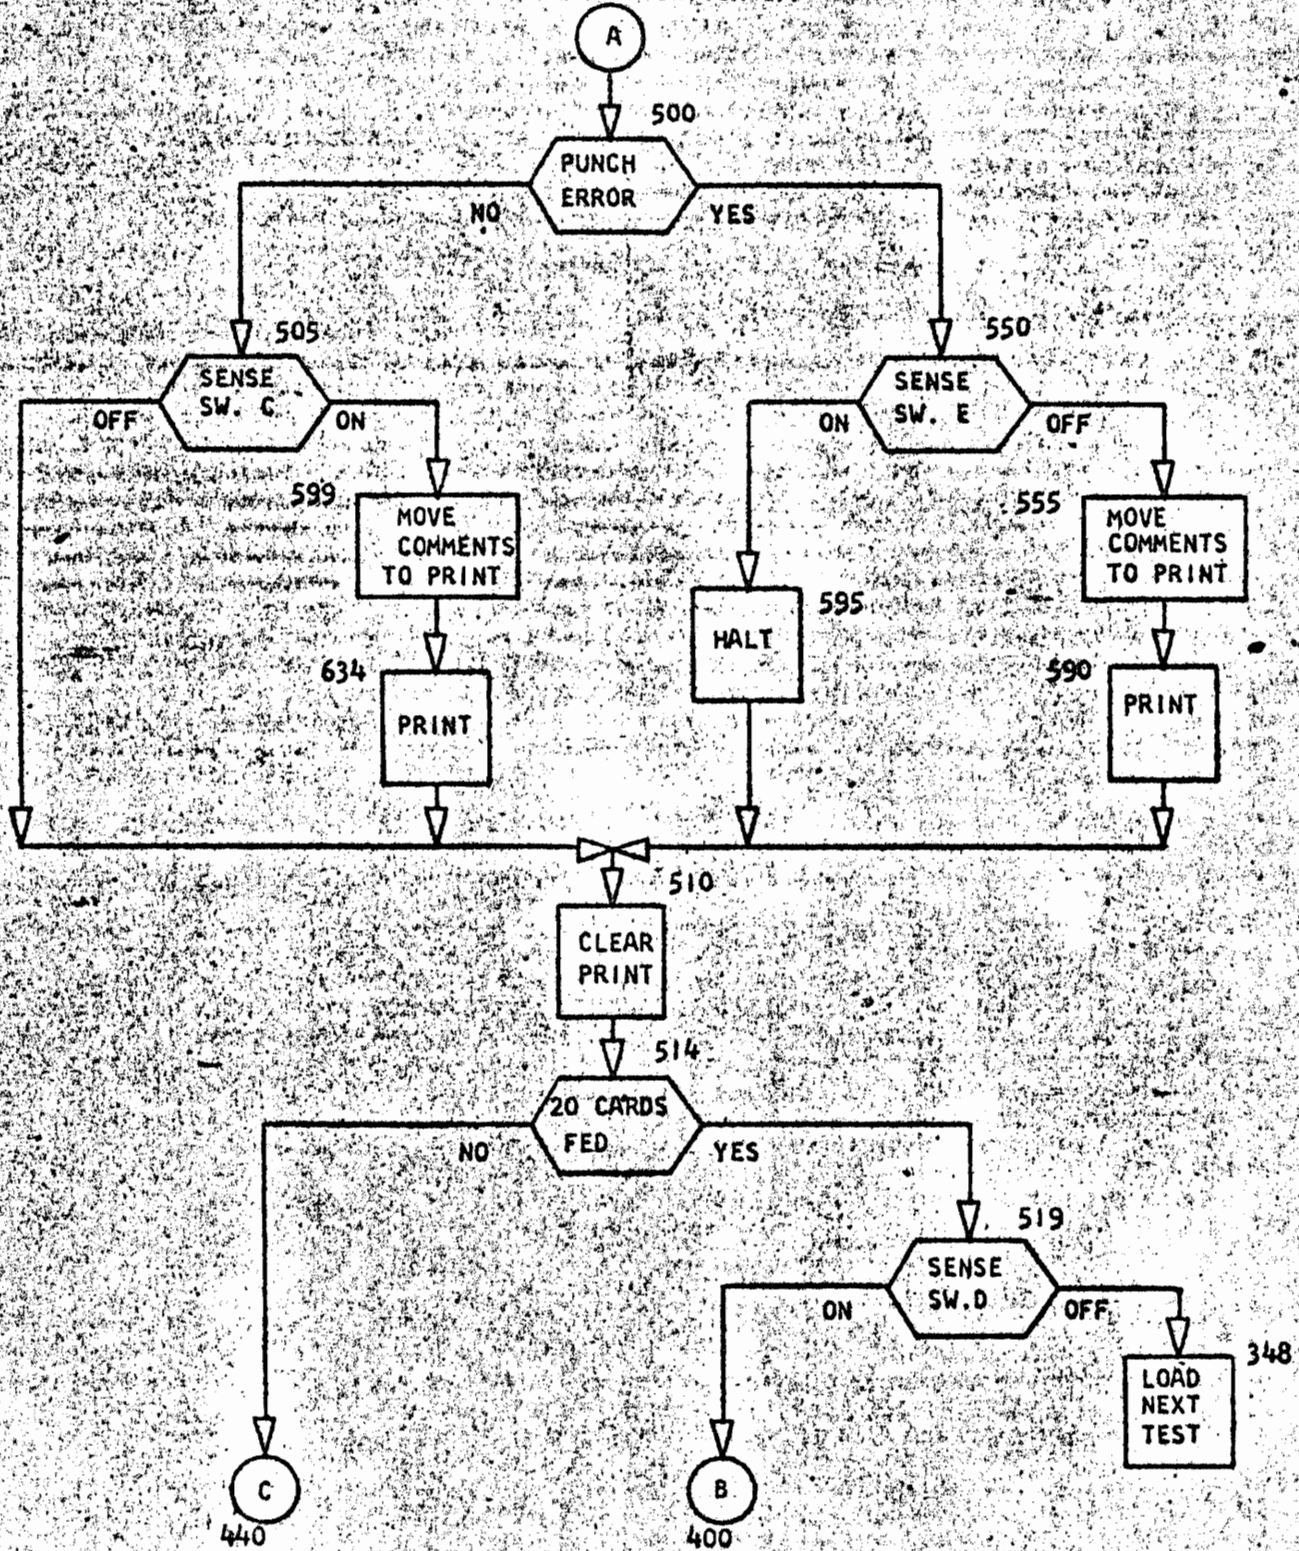 A
500
PUNCH
ERROR
NO
YES
505
550
SENSE
SW. C
OFF
ON
SENSE
SW. E
ON
OFF
599
MOVE
COMMENTS
TO PRINT
555
MOVE
COMMENTS
TO PRINT
595
HALT
634
PRINT
590
PRINT
510
CLEAR
PRINT
514
20 CARDS
FED
NO
YES
519
SENSE
SW.D
ON
OFF
348
LOAD
NEXT
TEST
C
440
B
400